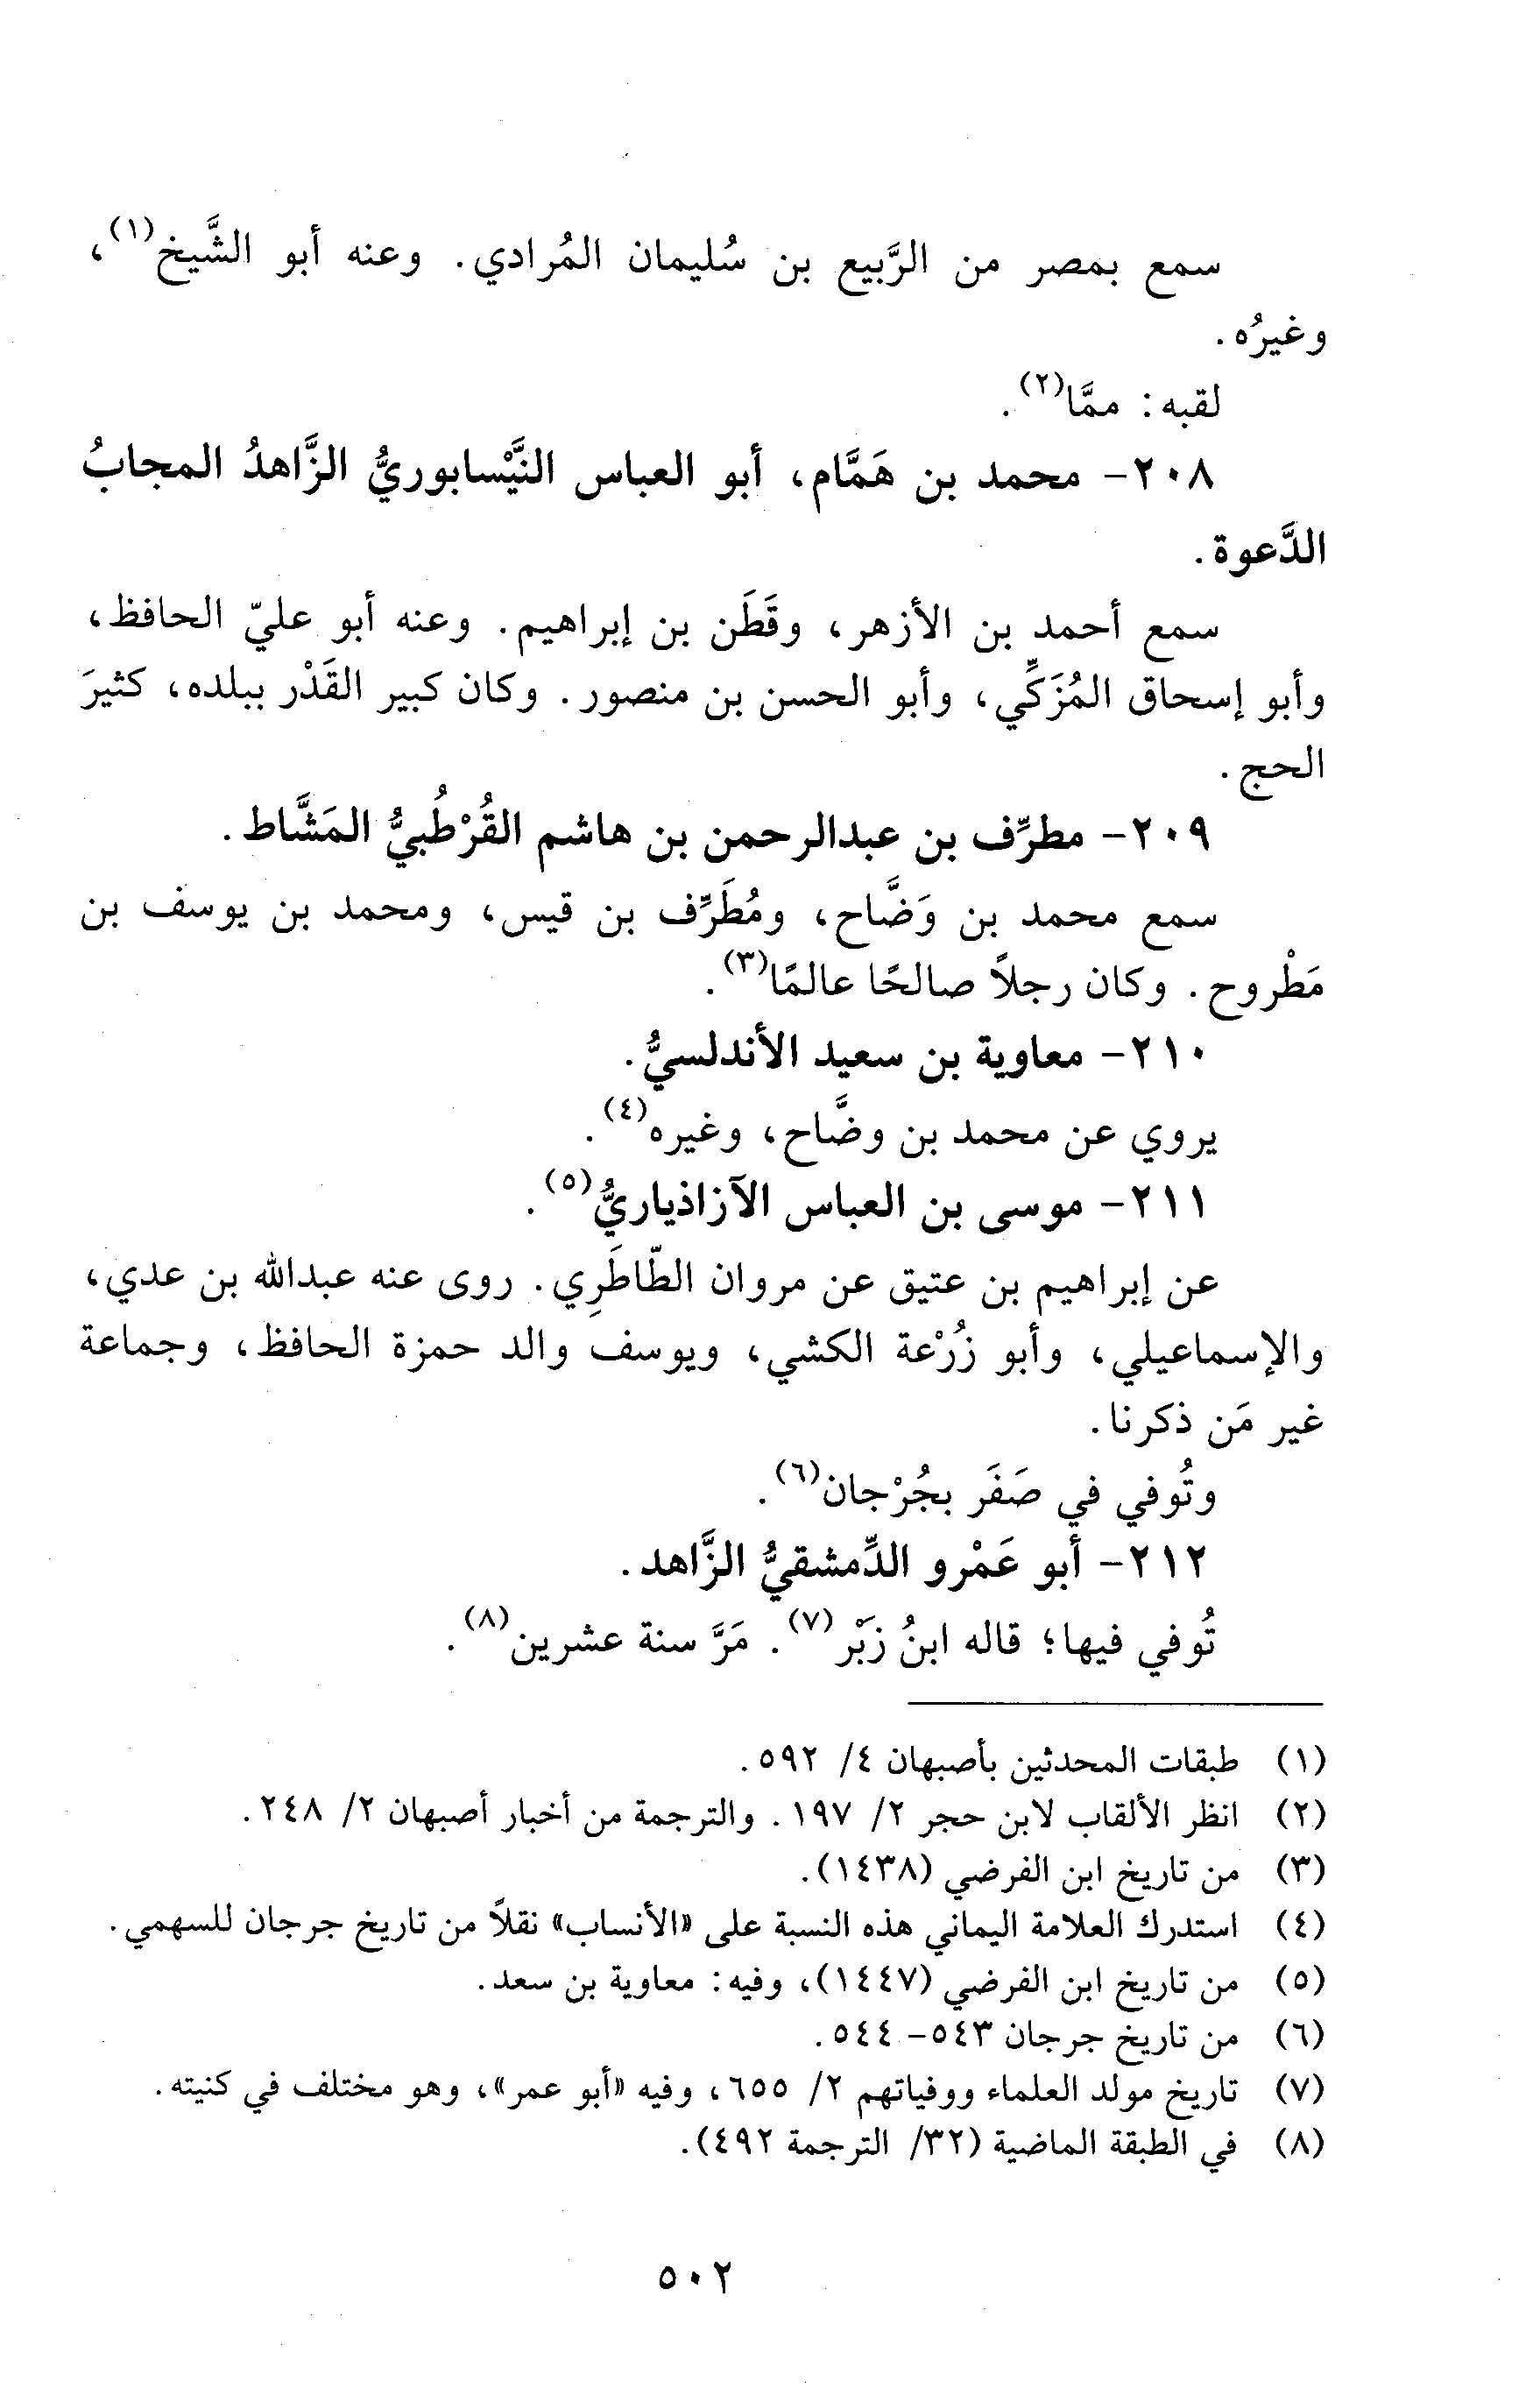 سمع بمصر من الرَّبيع بن سُليمان المُرادي. وعنه أبو الشَّيخ(١)،
وغيرُه.
لقبه: ممَّا(٢).
٢٠٨- محمد بن هَمَّام، أبو العباس النَّيْسابوريُّ الزَّاهدُ المجابُ
الدَّعوة.
سمع أحمد بن الأزهر، وقَطَن بن إبراهيم. وعنه أبو عليّ الحافظ،
وأبو إسحاق المُزَكِّي، وأبو الحسن بن منصور. وكان كبير القَدْر ببلده، كثيرَ
الحج.
٢٠٩- مطرِّف بن عبدالرحمن بن هاشم القُرْطُبيُّ المَشَّاط.
سمع محمد بن وَضَّاح، ومُطَرِّف بن قيس، ومحمد بن يوسف بن
مَطْروح. وكان رجلاً صالحًا عالمًا(٣).
٢١٠- معاوية بن سعيد الأندلسيُّ.
يروي عن محمد بن وضَّاح، وغيره(٤).
٢١١- موسى بن العباس الآزاذياريُّ(٥).
عن إبراهيم بن عتيق عن مروان الطّاطَرِي. روى عنه عبدالله بن عدي،
والإسماعيلي، وأبو زُرْعة الكشي، ويوسف والد حمزة الحافظ، وجماعة
غير مَن ذكرنا.
وتُوفي في صَفَر بجُرْجان(٦).
٢١٢- أبو عَمْرو الدِّمشقيُّ الزَّاهد.
تُوفي فيها؛ قاله ابنُ زَبْر(٧). مَرَّ سنة عشرين(٨).
(١) طبقات المحدثين بأصبهان ٤/ ٥٩٢.
(٢) انظر الألقاب لابن حجر ٢/ ١٩٧. والترجمة من أخبار أصبهان ٢/ ٢٤٨.
(٣) من تاريخ ابن الفرضي (١٤٣٨).
(٤) استدرك العلامة اليماني هذه النسبة على «الأنساب» نقلاً من تاريخ جرجان للسهمي.
(٥) من تاريخ ابن الفرضي (١٤٤٧)، وفيه: معاوية بن سعد.
(٦) من تاريخ جرجان ٥٤٣- ٥٤٤.
(٧) تاريخ مولد العلماء ووفياتهم ٢/ ٦٥٥، وفيه «أبو عمر»، وهو مختلف في كنيته.
(٨) في الطبقة الماضية (٣٢/ الترجمة ٤٩٢).
٥٠٢